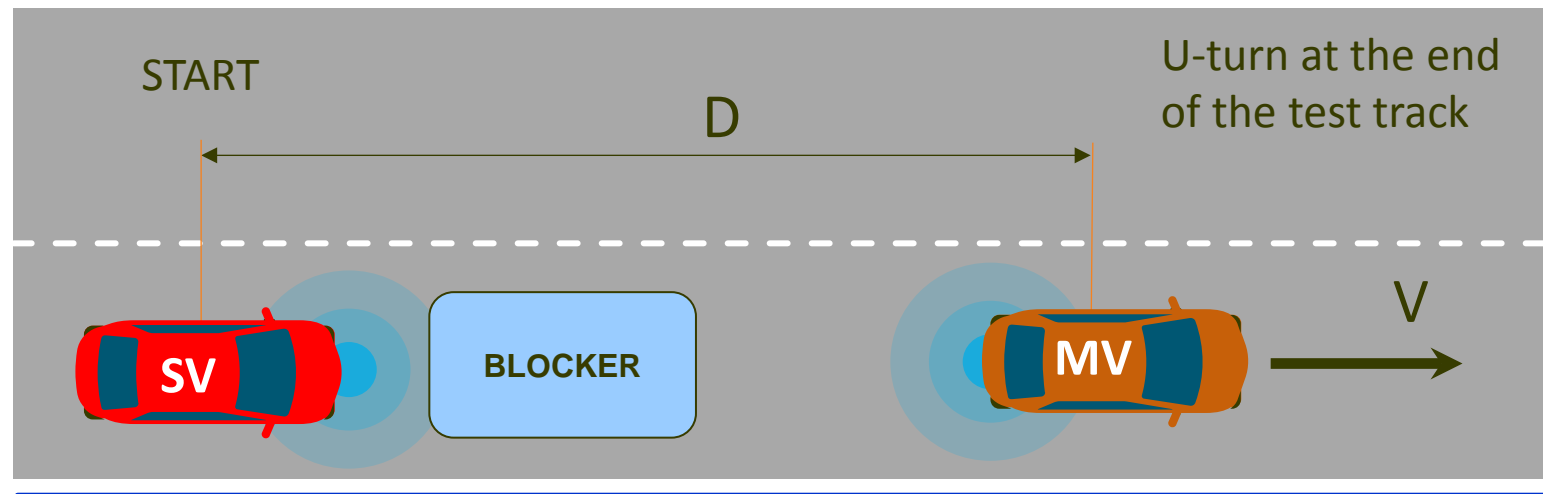 START
D
U-turn at the end
of the test track
V
SV
BLOCKER
MV